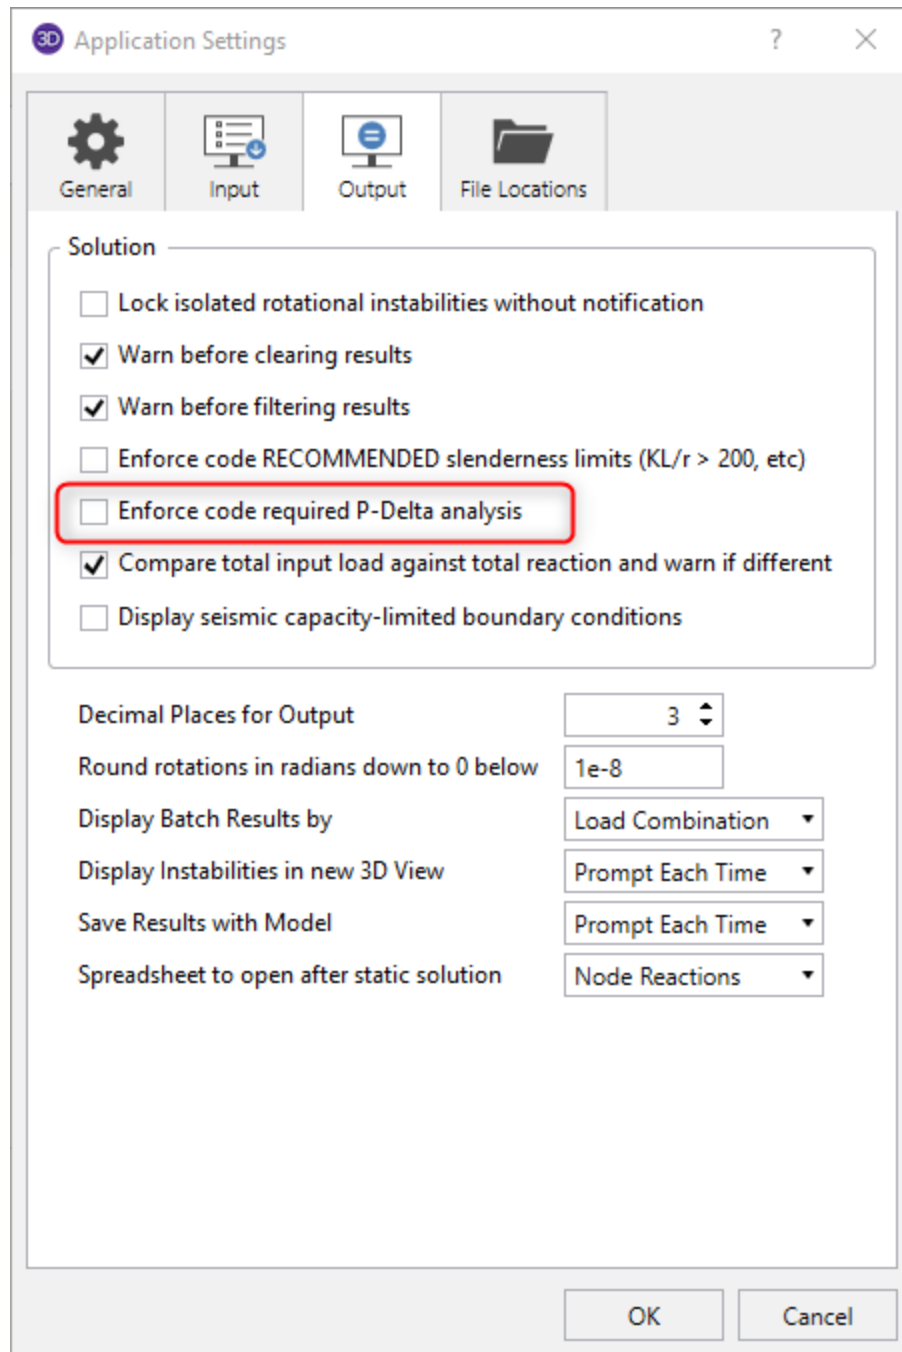 3D Application Settings ?
General Input Output File Locations
Solution
Lock isolated rotational instabilities without notification
Warn before clearing results
Warn before filtering results
Enforce code RECOMMENDED slenderness limits (KL/r > 200, etc)
Enforce code required P-Delta analysis
Compare total input load against total reaction and warn if different
Display seismic capacity-limited boundary conditions
Decimal Places for Output 3
Round rotations in radians down to 0 below 1e-8
Display Batch Results by Load Combination
Display Instabilities in new 3D View Prompt Each Time
Save Results with Model Prompt Each Time
Spreadsheet to open after static solution Node Reactions
OK Cancel